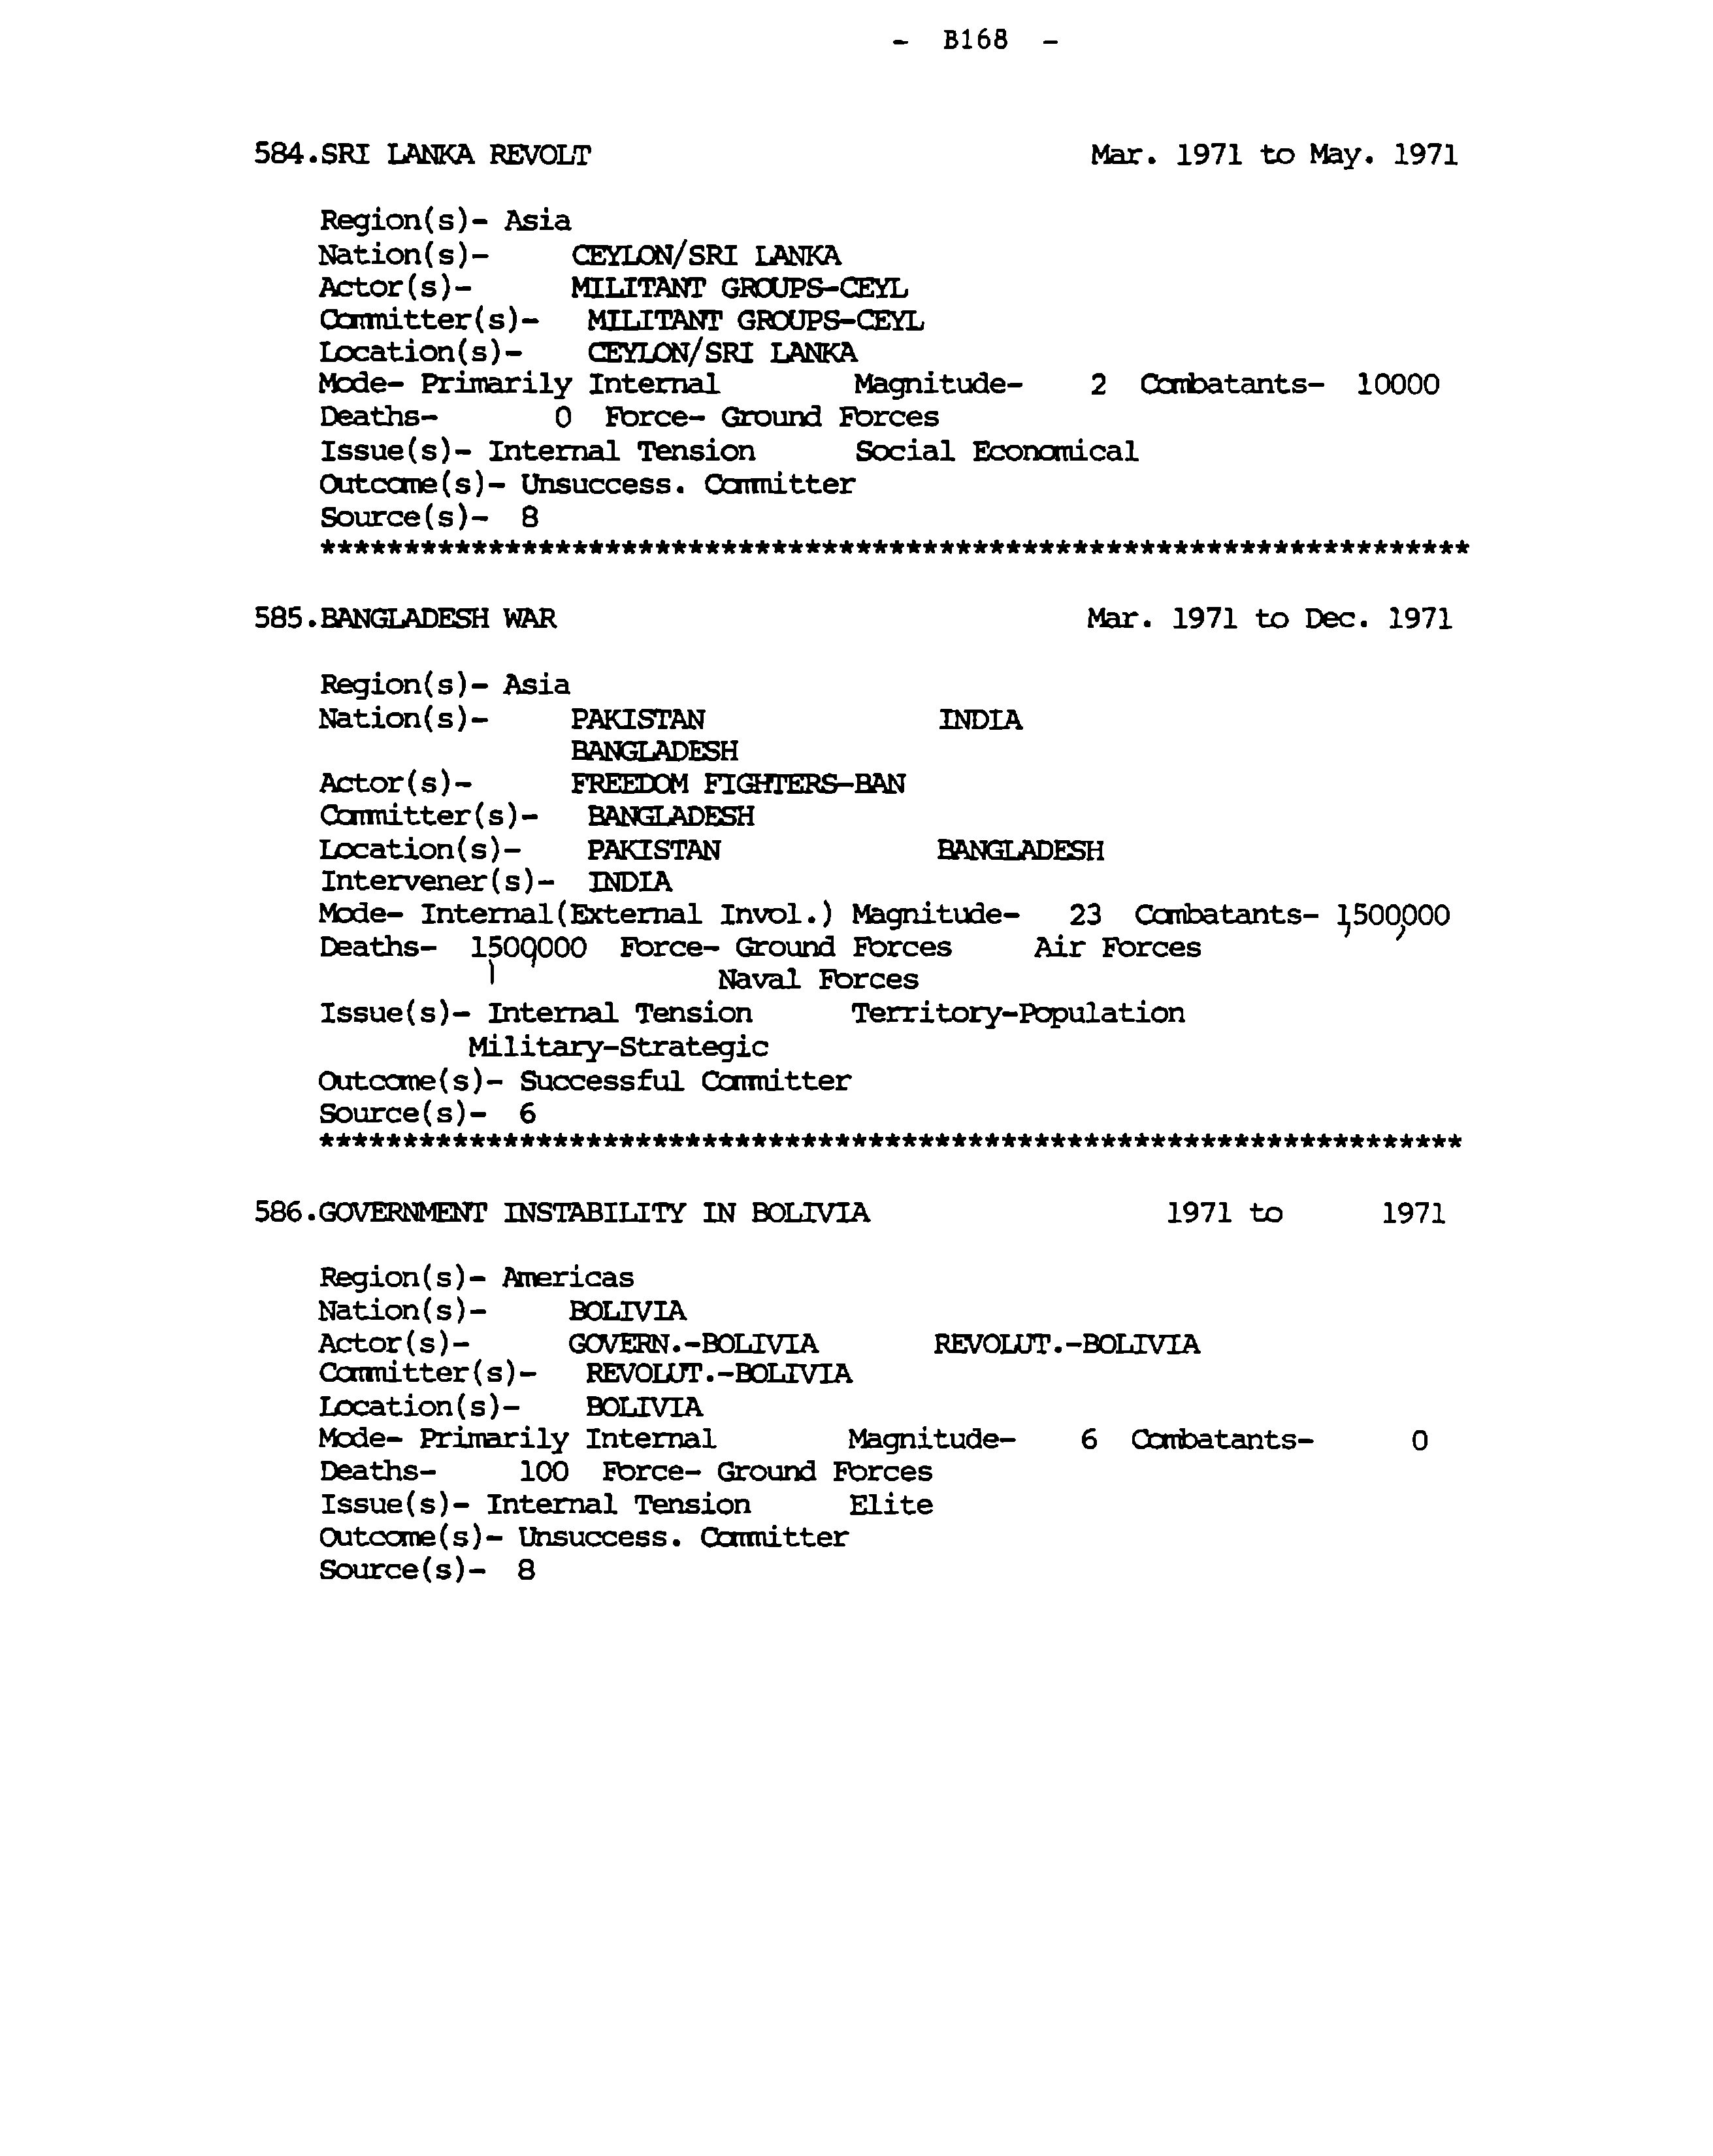 - B168 -
584.SRI LANKA REVOLT Mar. 1971 to May. 1971
Region(s)- Asia
Nation(s)- CEYLON/SRI LANKA
Actor(s)- MILITANT GROUPS-CEYL
Committer(s)- MILITANT GROUPS-CEYL
Location(s)- CEYLON/SRI LANKA
Mode- Primarily Internal Magnitude- 2 Combatants- 10000
Deaths- 0 Force- Ground Forces
Issue(s)- Internal Tension Social Economical
Outcome(s)- Unsuccess. Committer
Source(s)- 8
*********************************************************************
585.BANGLADESH WAR Mar. 1971 to Dec. 1971
Region(s)- Asia
Nation(s)- PAKISTAN INDIA
BANGLADESH
Actor(s)- FREEDOM FIGHTERS-BAN
Committer(s)- BANGLADESH
Location(s)- PAKISTAN BANGLADESH
Intervener(s)- INDIA
Mode- Internal(External Invol.) Magnitude- 23 Combatants- 1,500,000
Deaths- 1,500,000 Force- Ground Forces Air Forces
Naval Forces
Issue(s)- Internal Tension Territory-Population
Military-Strategic
Outcome(s)- Successful Committer
Source(s)- 6
*********************************************************************
586.GOVERNMENT INSTABILITY IN BOLIVIA 1971 to 1971
Region(s)- Americas
Nation(s)- BOLIVIA
Actor(s)- GOVERN.-BOLIVIA REVOLUT.-BOLIVIA
Committer(s)- REVOLUT.-BOLIVIA
Location(s)- BOLIVIA
Mode- Primarily Internal Magnitude- 6 Combatants- 0
Deaths- 100 Force- Ground Forces
Issue(s)- Internal Tension Elite
Outcome(s)- Unsuccess. Committer
Source(s)- 8